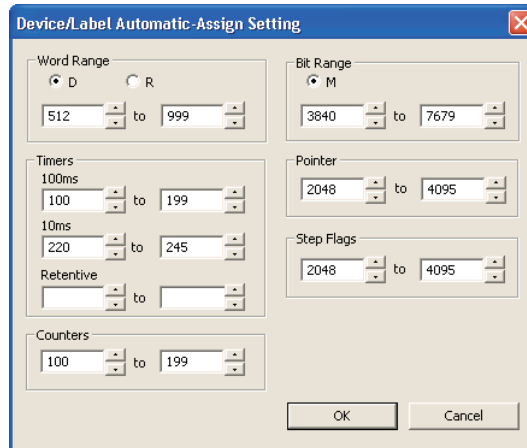 Device/Label Automatic-Assign Setting
Word Range
D R
512 to 999
Timers
100ms
100 to 199
10ms
220 to 245
Retentive
to
Counters
100 to 199
Bit Range
M
3840 to 7679
Pointer
2048 to 4095
Step Flags
2048 to 4095
OK Cancel